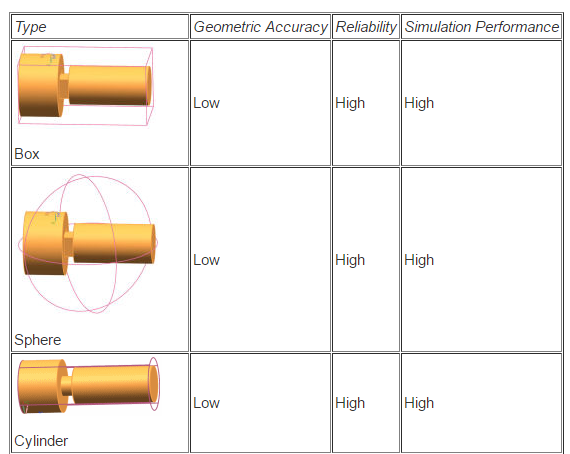 Type Geometric Accuracy Reliability Simulation Performance
Box Low High High
Sphere Low High High
Cylinder Low High High